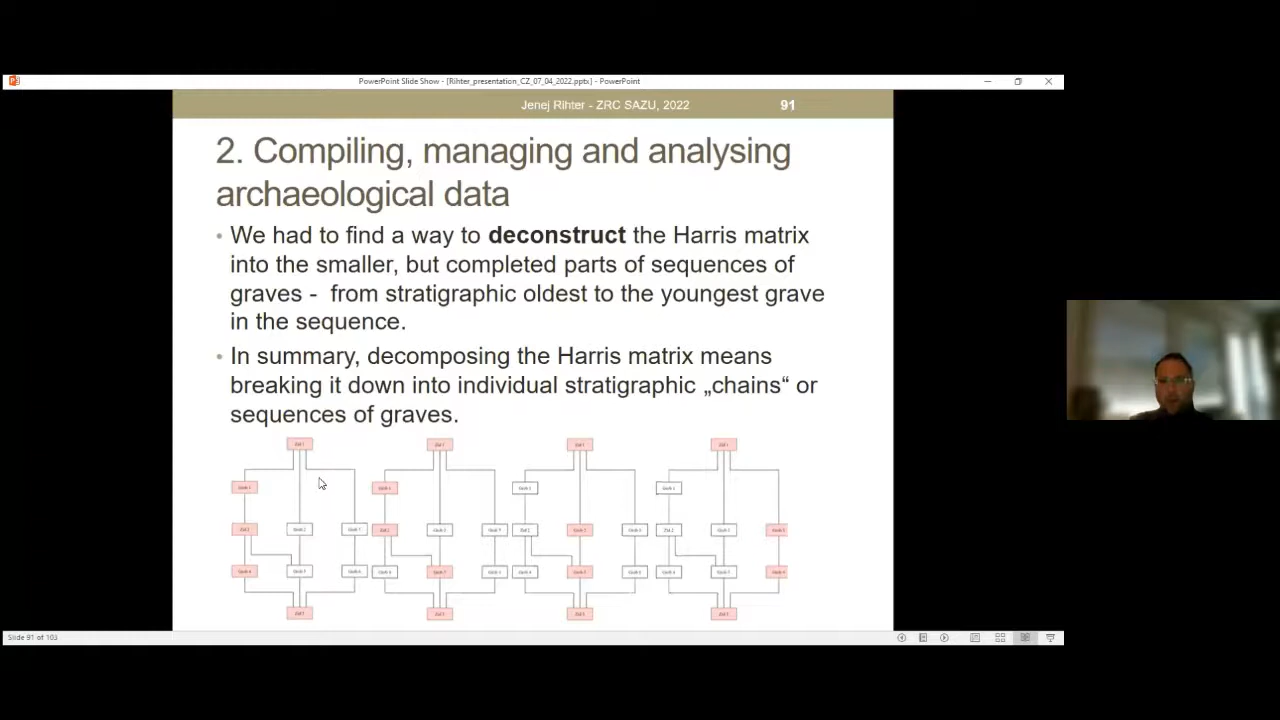 PowerPoint Slide Show - [Rihter_presentation_CZ_07_04_2022.pptx] - PowerPoint
Jenej Rihter - ZRC SAZU, 2022
91
2. Compiling, managing and analysing
archaeological data
• We had to find a way to deconstruct the Harris matrix
into the smaller, but completed parts of sequences of
graves - from stratigraphic oldest to the youngest grave
in the sequence.
• In summary, decomposing the Harris matrix means
breaking it down into individual stratigraphic „chains“ or
sequences of graves.
Slide 91 of 103